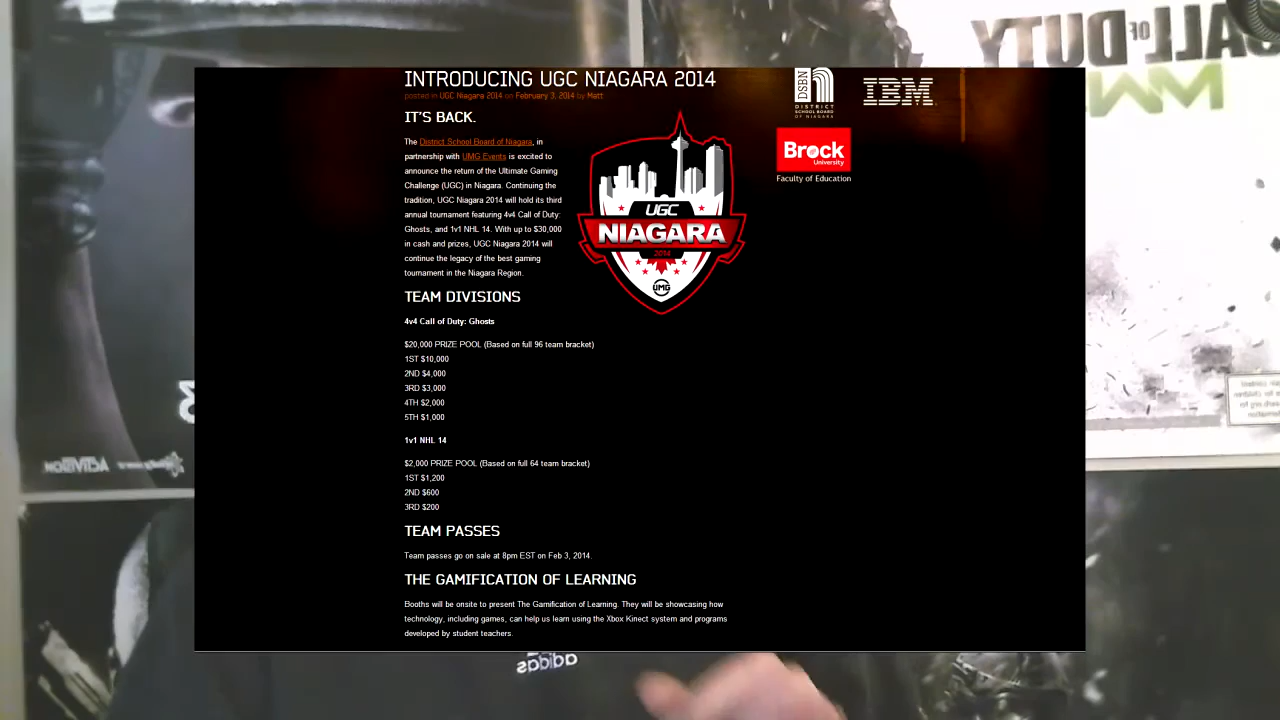 INTRODUCING UGC NIAGARA 2014
posted in UGC Niagara 2014 on February 3, 2014 by Matt
IT'S BACK.
The District School Board of Niagara, in
partnership with UMG Events is excited to
announce the return of the Ultimate Gaming
Challenge (UGC) in Niagara. Continuing the
tradition, UGC Niagara 2014 will hold its third
annual tournament featuring 4v4 Call of Duty:
Ghosts, and 1v1 NHL 14. With up to $30,000
in cash and prizes, UGC Niagara 2014 will
continue the legacy of the best gaming
tournament in the Niagara Region.
UGC
NIAGARA
2014
UMG
DSBN
DISTRICT
SCHOOL BOARD
OF NIAGARA
IBM
Brock
University
Faculty of Education
TEAM DIVISIONS
4v4 Call of Duty: Ghosts
$20,000 PRIZE POOL (Based on full 96 team bracket)
1ST $10,000
2ND $4,000
3RD $3,000
4TH $2,000
5TH $1,000
1v1 NHL 14
$2,000 PRIZE POOL (Based on full 64 team bracket)
1ST $1,200
2ND $600
3RD $200
TEAM PASSES
Team passes go on sale at 8pm EST on Feb 3, 2014.
THE GAMIFICATION OF LEARNING
Booths will be onsite to present The Gamification of Learning. They will be showcasing how
technology, including games, can help us learn using the Xbox Kinect system and programs
developed by student teachers.
CALL OF DUTY
MW
ACTIVISION
adidas